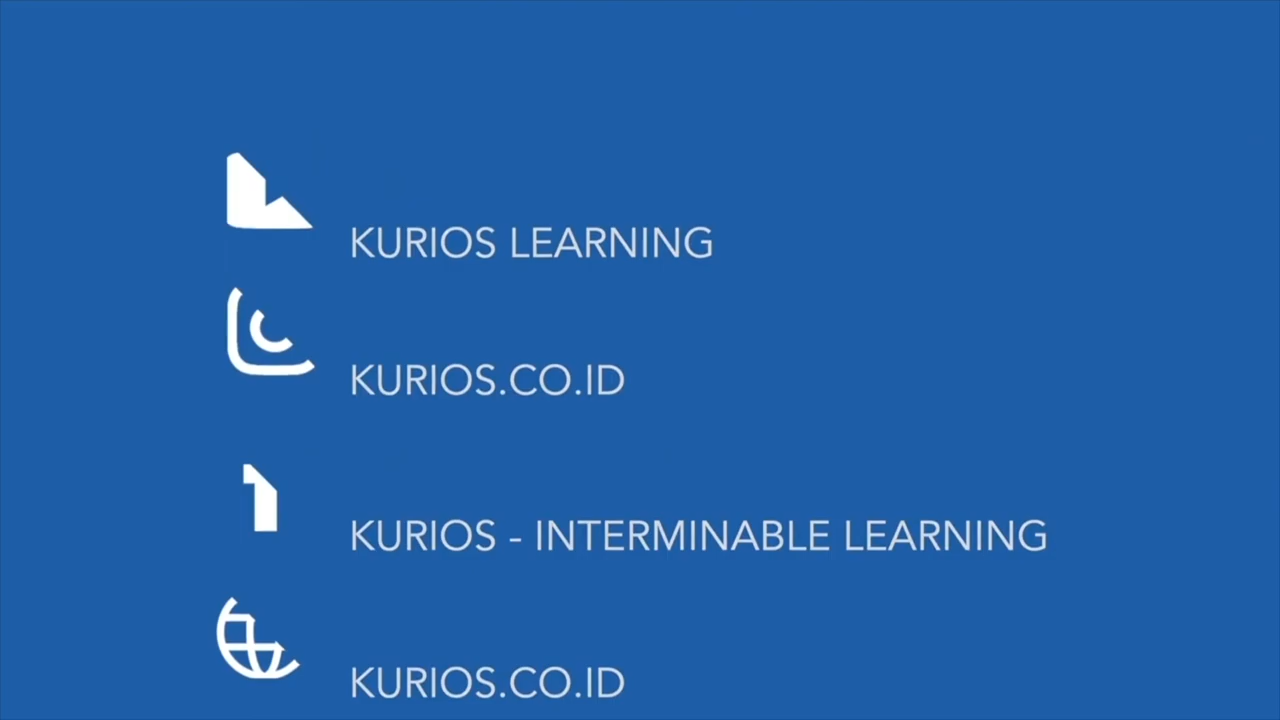 KURIOS LEARNING
KURIOS.CO.ID
KURIOS - INTERMINABLE LEARNING
KURIOS.CO.ID